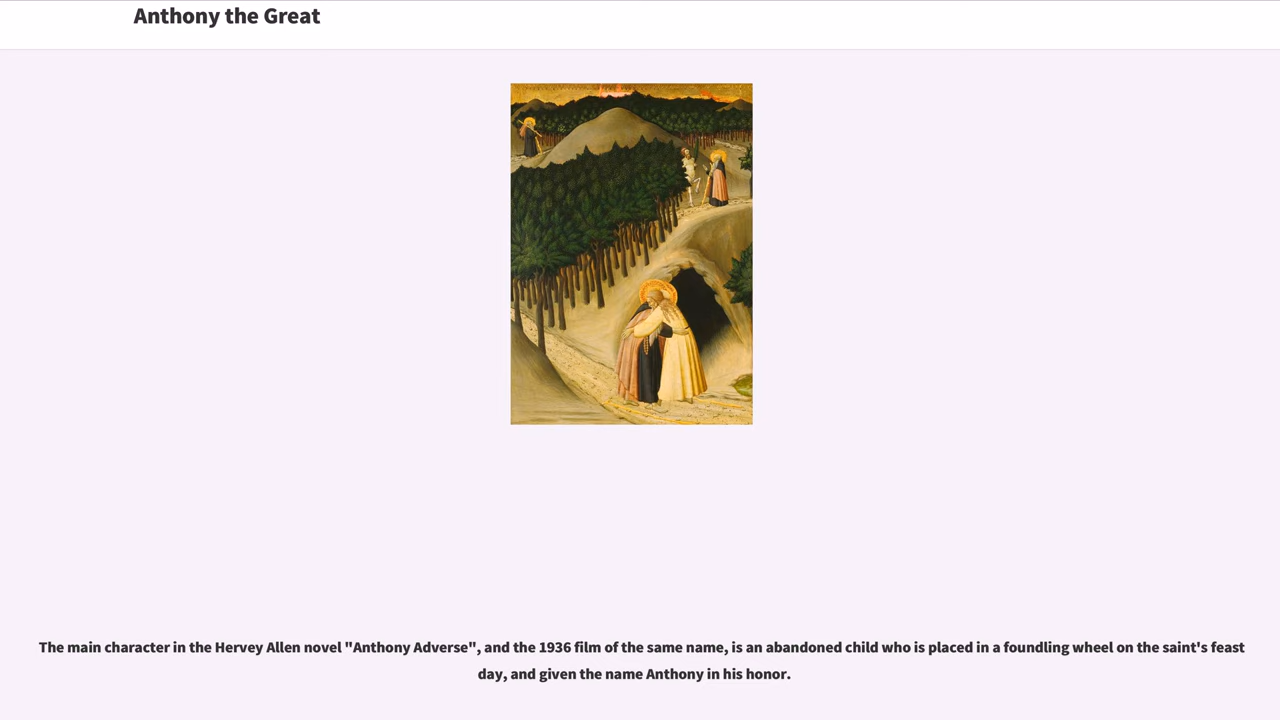 Anthony the Great
The main character in the Hervey Allen novel "Anthony Adverse", and the 1936 film of the same name, is an abandoned child who is placed in a foundling wheel on the saint's feast
day, and given the name Anthony in his honor.